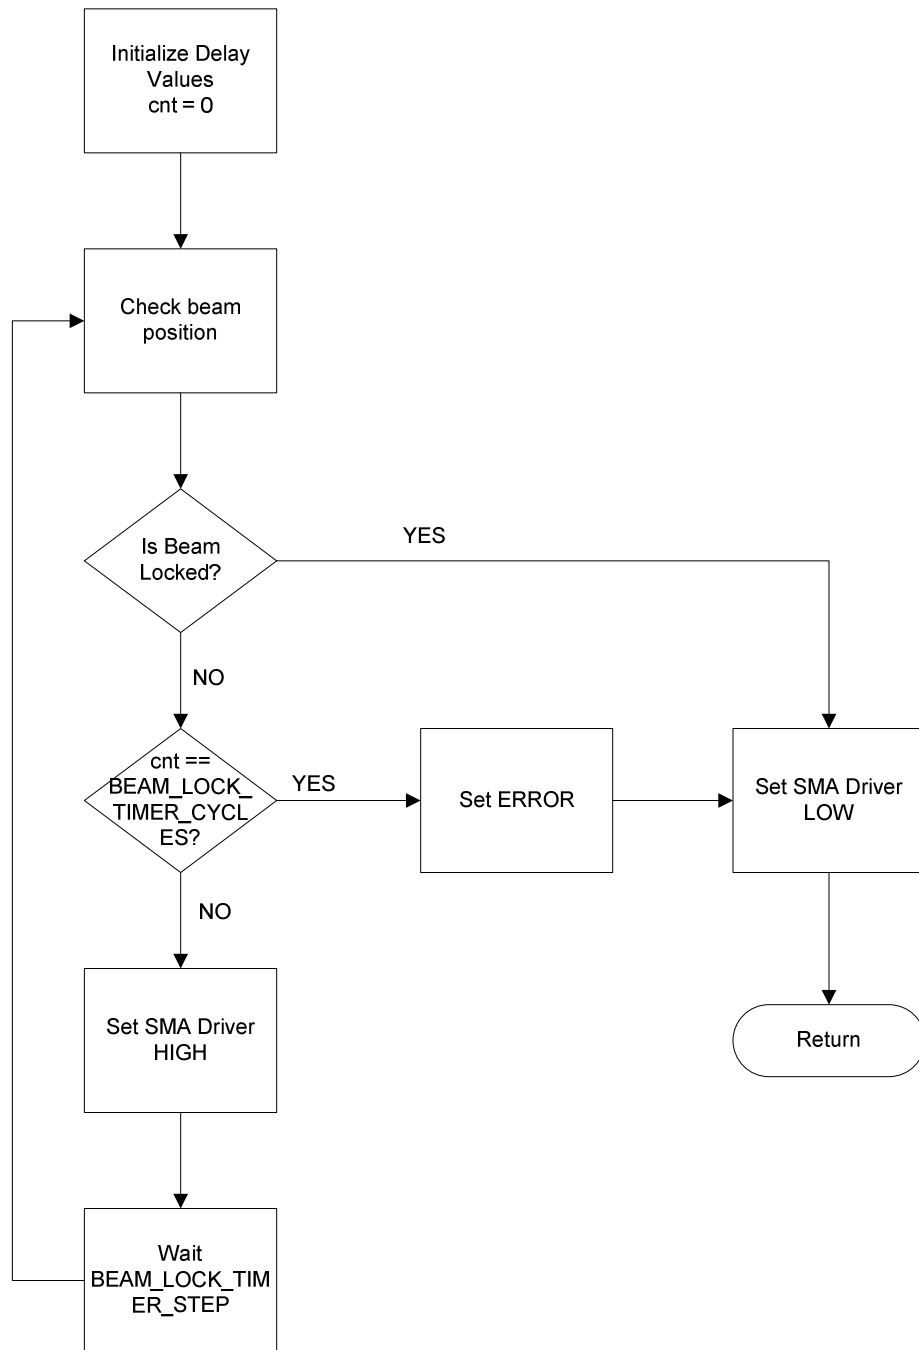 Initialize Delay
Values
cnt = 0
Check beam
position
Is Beam
Locked?
YES
NO
cnt ==
BEAM_LOCK_
TIMER_CYCL
ES?
YES
Set ERROR
Set SMA Driver
LOW
NO
Set SMA Driver
HIGH
Return
Wait
BEAM_LOCK_TIM
ER_STEP